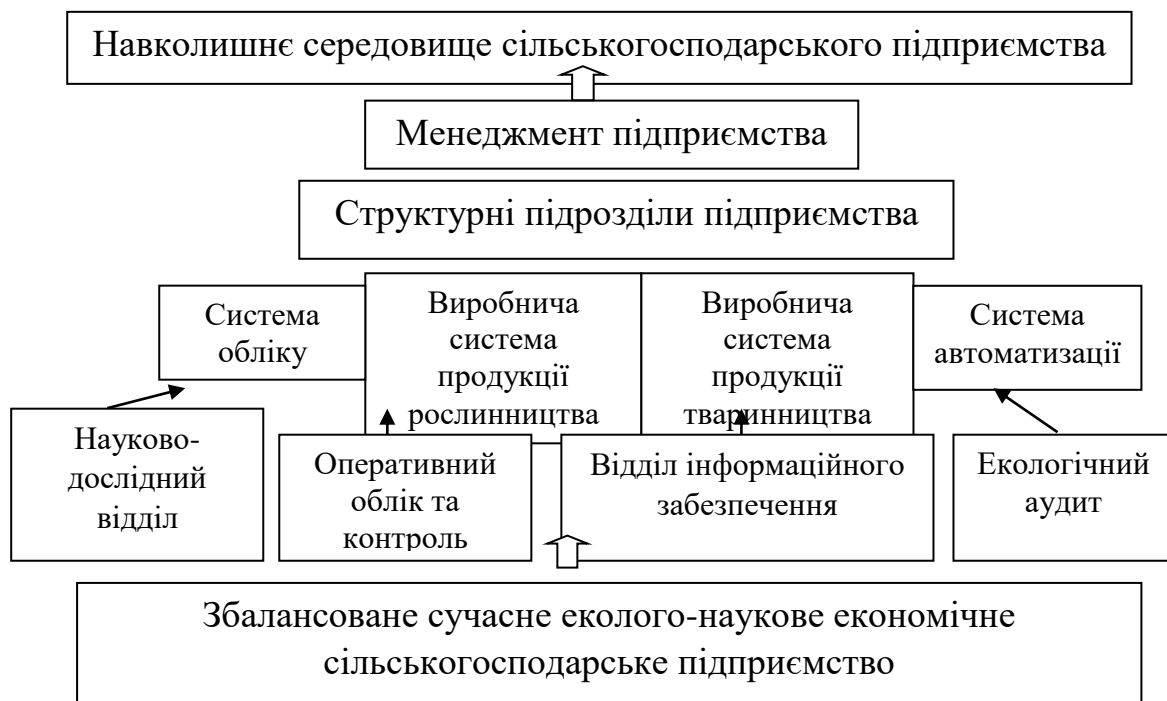 Навколишнє середовище сільськогосподарського підприємства
Менеджмент підприємства
Структурні підрозділи підприємства
Система
обліку
Виробнича
система
продукції
рослинництва
Виробнича
система
продукції
тваринництва
Система
автоматизації
Науково-
дослідний
відділ
Оперативний
облік та
контроль
Відділ інформаційного
забезпечення
Екологічний
аудит
Збалансоване сучасне еколого-наукове економічне
сільськогосподарське підприємство